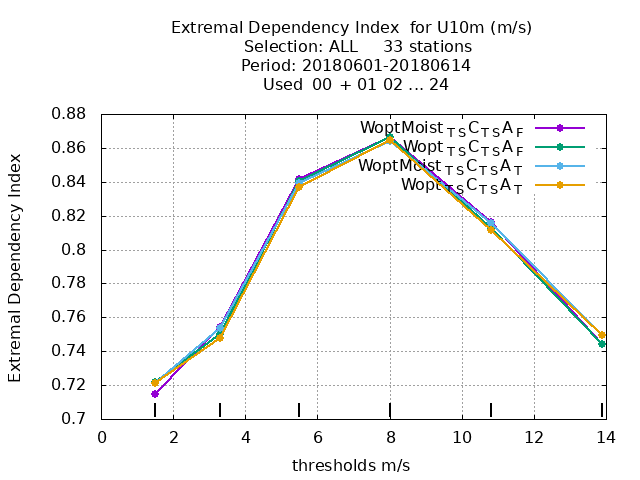 Extremal Dependency Index  for U10m (m/s)
Selection: ALL     33 stations
Period: 20180601-20180614
Used  00 + 01 02 ... 24
WoptMoist TS C TS A F
Wopt TS C TS A F
WoptMoist TS C TS A T
Wopt TS C TS A T
Extremal Dependency Index
0.88
0.86
0.84
0.82
0.8
0.78
0.76
0.74
0.72
0.7
0 2 4 6 8 10 12 14
thresholds m/s